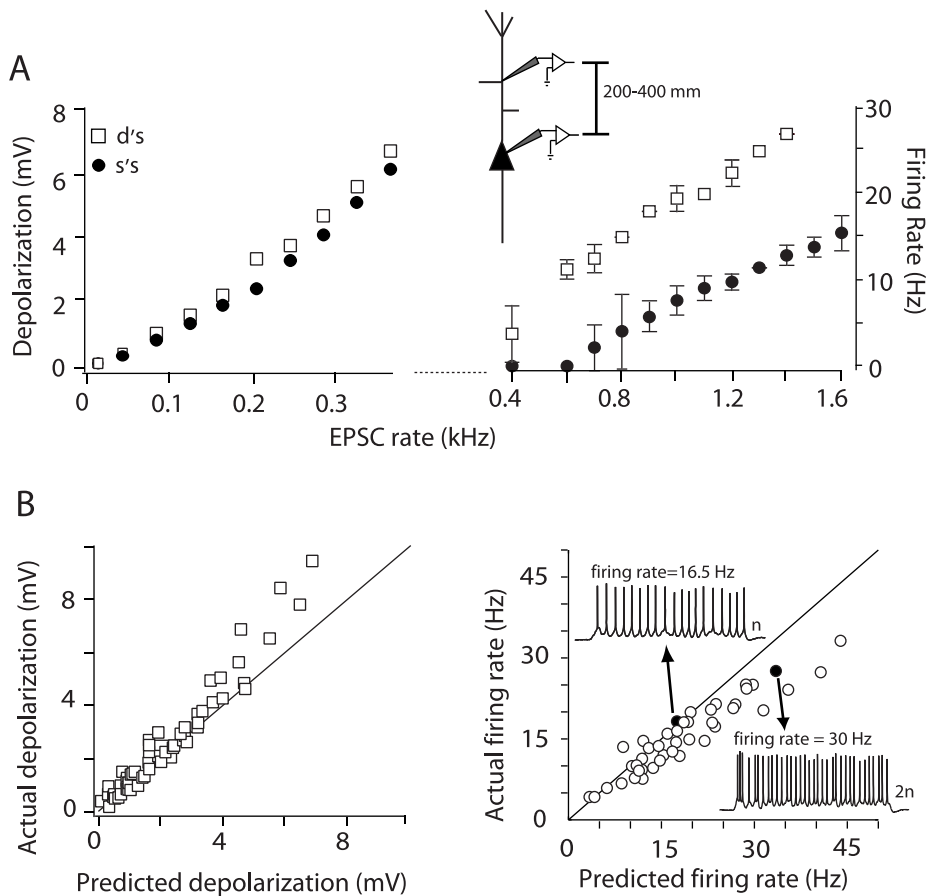 A
Depolarization (mV)
8
6
4
2
0
d's
s's
0
0.1
0.2
0.3
200-400 mm
30
20
10
0
Firing Rate (Hz)
0.4
0.8
1.2
1.6
EPSC rate (kHz)
B
Actual depolarization (mV)
8
4
0
0
4
8
Predicted depolarization (mV)
Actual firing rate (Hz)
45
30
15
0
firing rate=16.5 Hz
n
firing rate = 30 Hz
2n
0
15
30
45
Predicted firing rate (Hz)